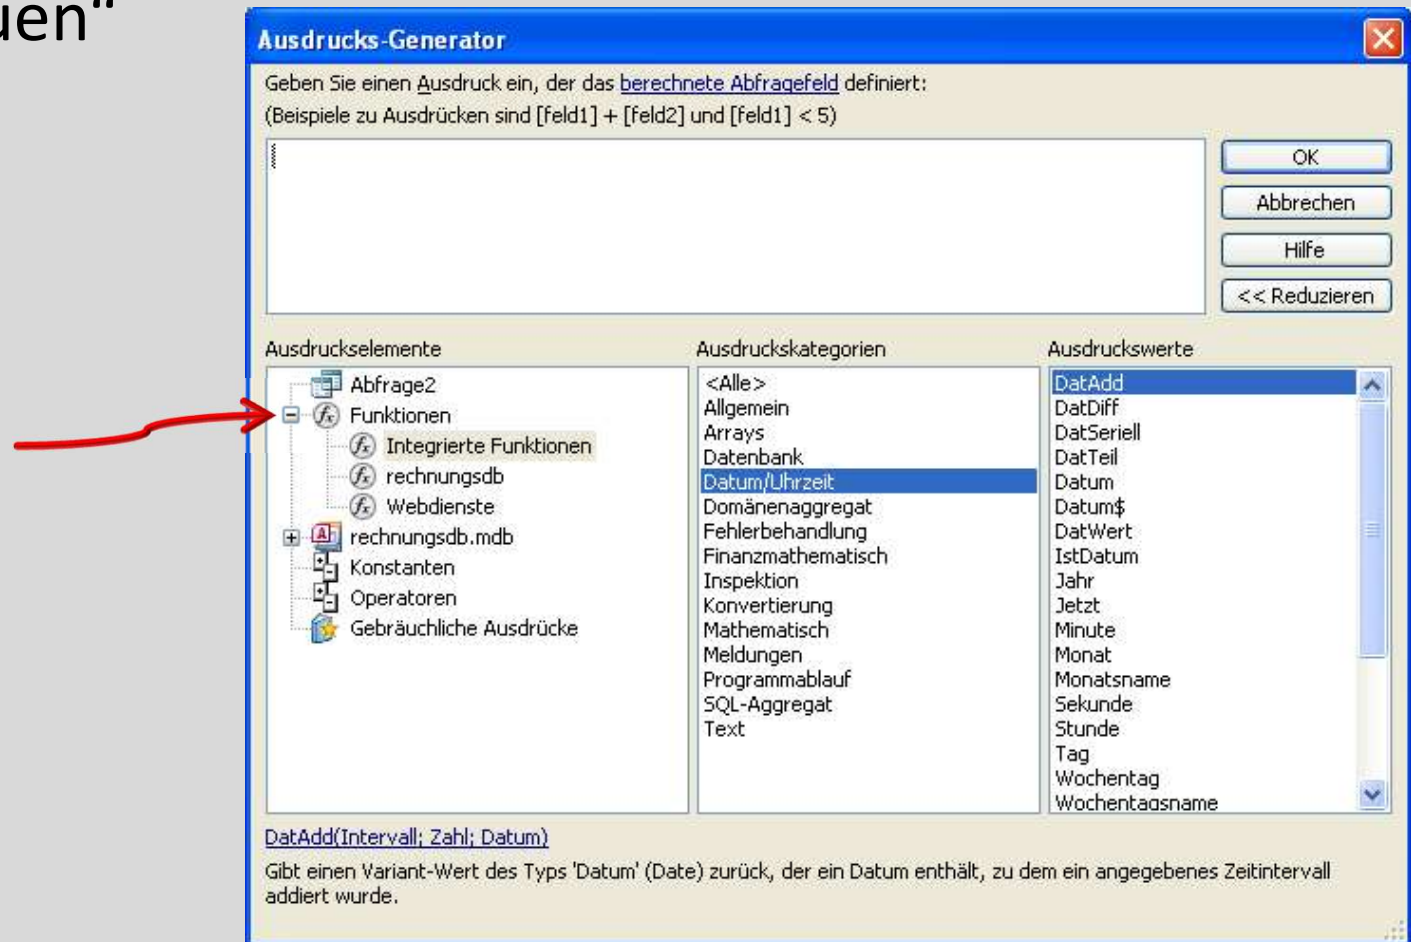 uen“
Ausdrucks-Generator
Geben Sie einen Ausdruck ein, der das berechnete Abfragefeld definiert:
(Beispiele zu Ausdrücken sind [feld1] + [feld2] und [feld1] < 5)
OK
Abbrechen
Hilfe
<< Reduzieren
Ausdruckselemente
Abfrage2
Funktionen
Integrierte Funktionen
rechnungsdb
Webdienste
rechnungsdb.mdb
Konstanten
Operatoren
Gebräuchliche Ausdrücke
Ausdruckskategorien
<Alle>
Allgemein
Arrays
Datenbank
Datum/Uhrzeit
Domänenaggregat
Fehlerbehandlung
Finanzmathematisch
Inspektion
Konvertierung
Mathematisch
Meldungen
Programmablauf
SQL-Aggregat
Text
Ausdruckswerte
DatAdd
DatDiff
DatSeriell
DatTeil
Datum
Datum$
DatWert
IstDatum
Jahr
Jetzt
Minute
Monat
Monatsname
Sekunde
Stunde
Tag
Wochentag
Wochentagsname
DatAdd(Intervall; Zahl; Datum)
Gibt einen Variant-Wert des Typs 'Datum' (Date) zurück, der ein Datum enthält, zu dem ein angegebenes Zeitintervall
addiert wurde.